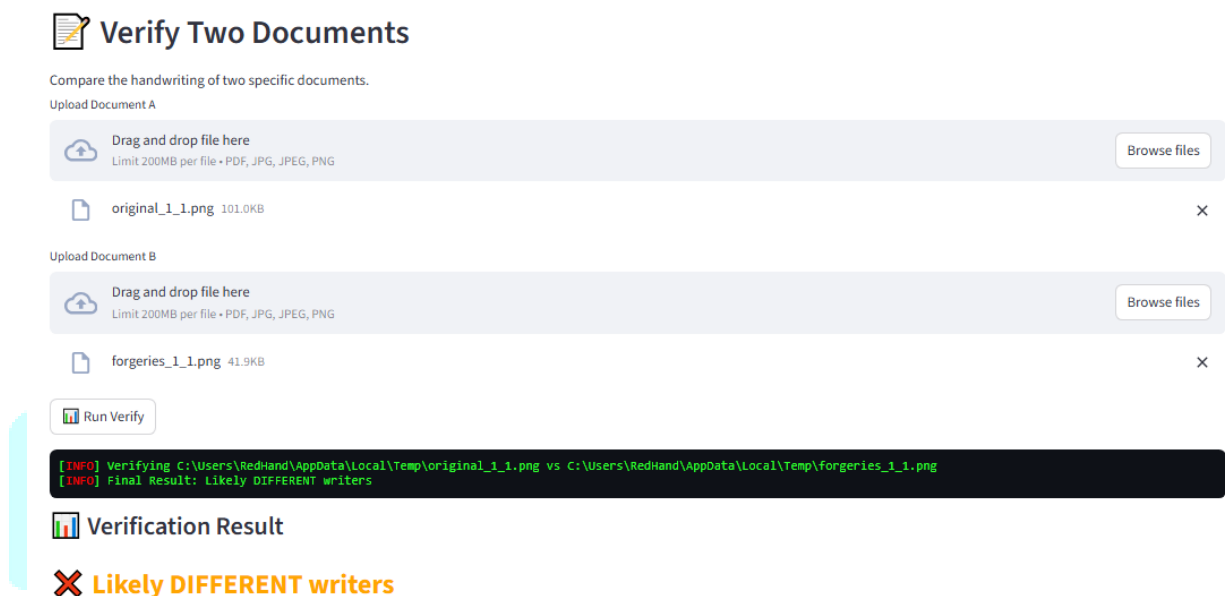 Verify Two Documents
Compare the handwriting of two specific documents.
Upload Document A
Drag and drop file here
Limit 200MB per file • PDF, JPG, JPEG, PNG
Browse files
original_1_1.png 101.0KB
Upload Document B
Drag and drop file here
Limit 200MB per file • PDF, JPG, JPEG, PNG
Browse files
forgeries_1_1.png 41.9KB
Run Verify
[INFO] Verifying C:\Users\RedHand\AppData\Local\Temp\original_1_1.png vs C:\Users\RedHand\AppData\Local\Temp\forgeries_1_1.png
[INFO] Final Result: Likely DIFFERENT writers
Verification Result
Likely DIFFERENT writers